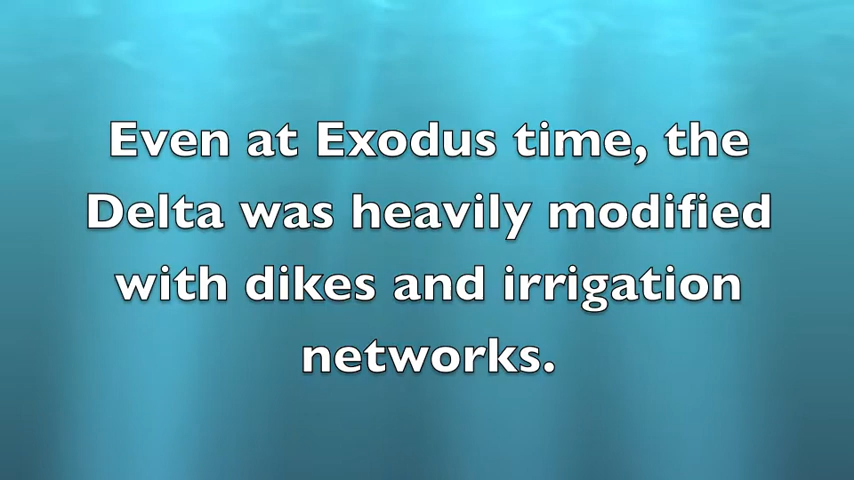 Even at Exodus time, the
Delta was heavily modified
with dikes and irrigation
networks.